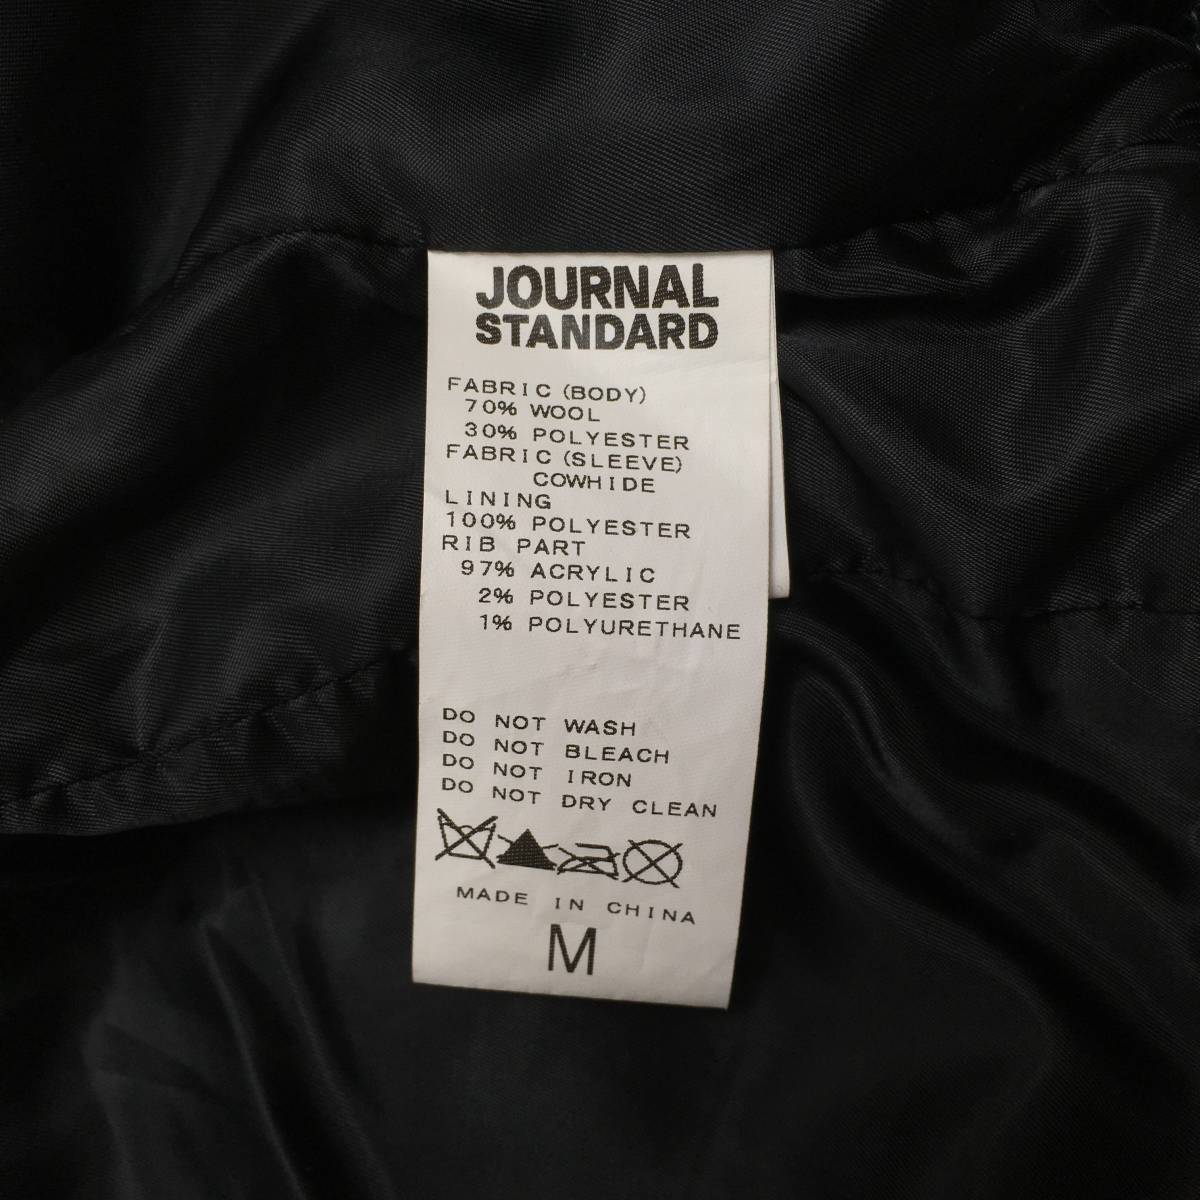 JOURNAL
STANDARD
FABRIC (BODY)
70% WOOL
30% POLYESTER
FABRIC (SLEEVE)
COWHIDE
LINING
100% POLYESTER
RIB PART
97% ACRYLIC
2% POLYESTER
1% POLYURETHANE
DO NOT WASH
DO NOT BLEACH
DO NOT IRON
DO NOT DRY CLEAN
MADE IN CHINA
M